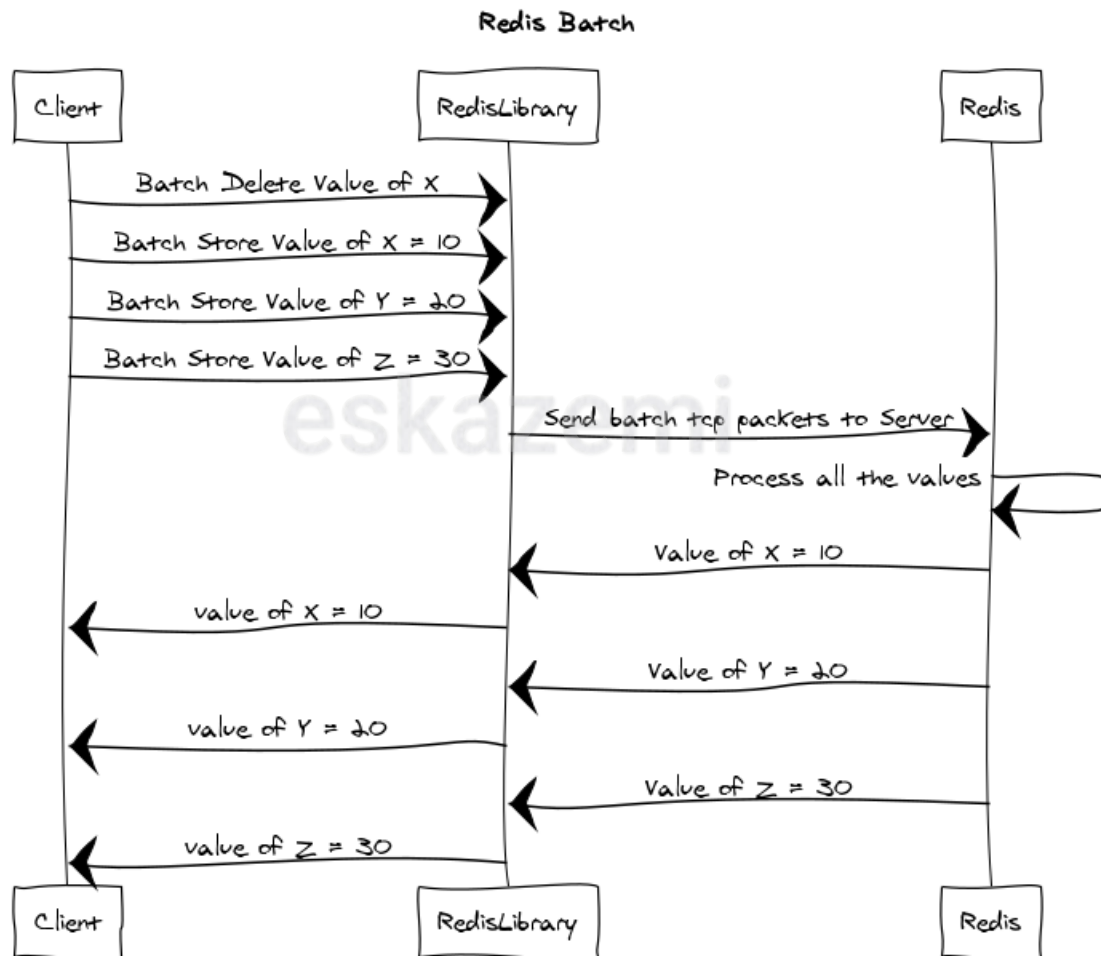 Redis Batch
Client
RedisLibrary
Redis
Batch Delete Value of X
Batch Store Value of X = 10
Batch Store Value of Y = 20
Batch Store Value of Z = 30
eskazemi
Send batch tcp packets to Server
Process all the values
Value of X = 10
value of X = 10
Value of Y = 20
value of Y = 20
Value of Z = 30
value of Z = 30
Client
RedisLibrary
Redis